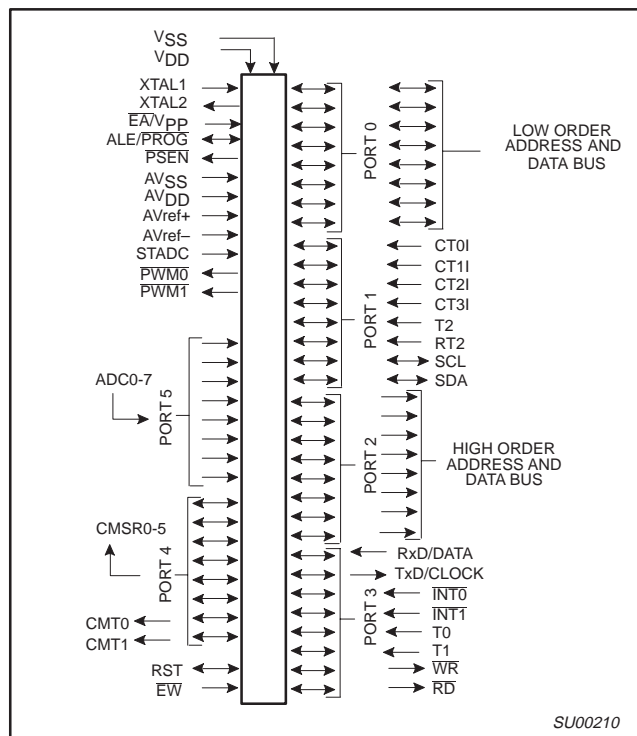 VSS
VDD
XTAL1
XTAL2
EA/VPP
ALE/PROG
PSEN
AVSS
AVDD
AVref+
AVref–
STADC
PWM0
PWM1
ADC0-7
PORT 5
CMSR0-5
PORT 4
CMT0
CMT1
RST
EW
PORT 0
LOW ORDER
ADDRESS AND
DATA BUS
PORT 1
CT0I
CT1I
CT2I
CT3I
T2
RT2
SCL
SDA
PORT 2
HIGH ORDER
ADDRESS AND
DATA BUS
PORT 3
RxD/DATA
TxD/CLOCK
INT0
INT1
T0
T1
WR
RD
SU00210